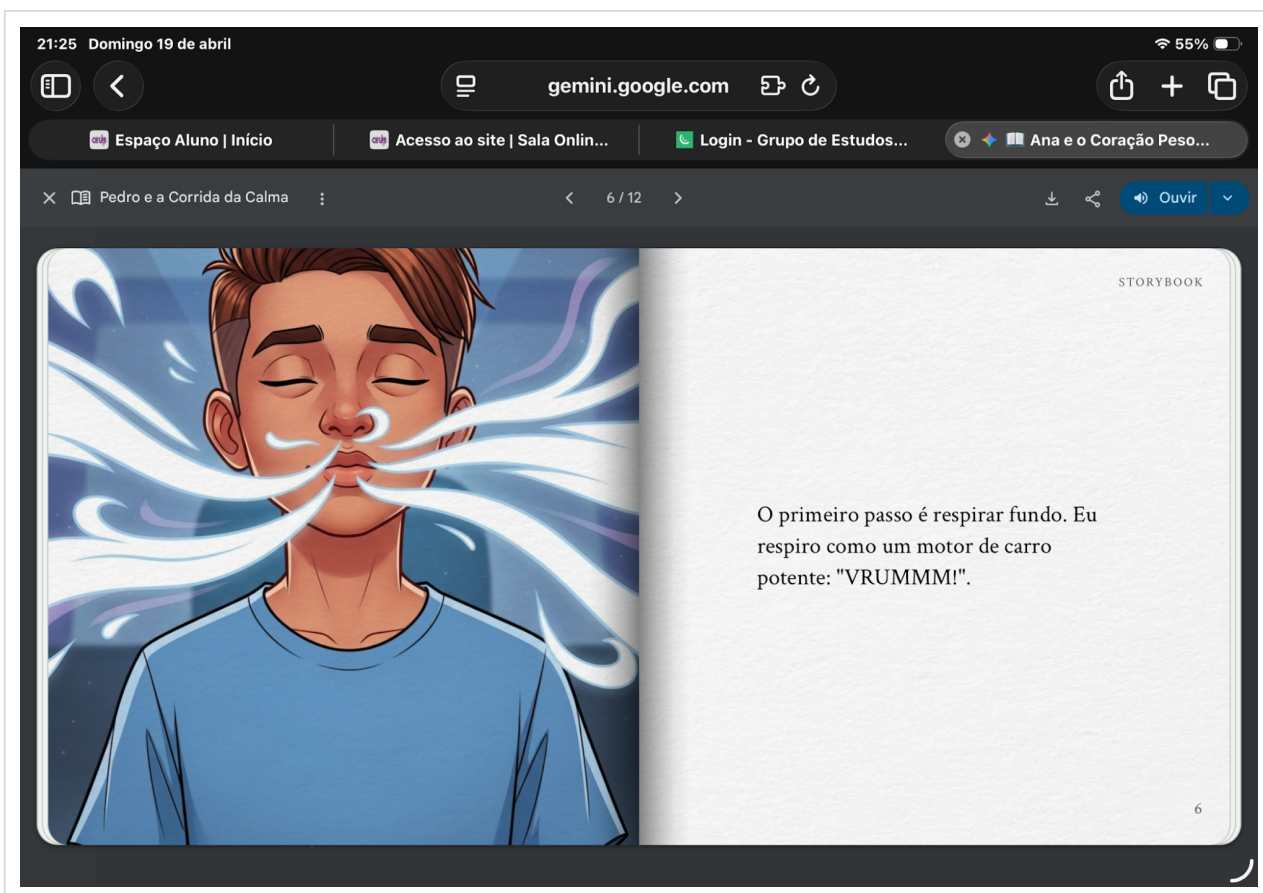 21:25 Domingo 19 de abril
55%
gemini.google.com
Espaço Aluno | Início
Acesso ao site | Sala Onlin...
Login - Grupo de Estudos...
Ana e o Coração Peso...
Pedro e a Corrida da Calma
6 / 12
Ouvir
STORYBOOK
O primeiro passo é respirar fundo. Eu
respiro como um motor de carro
potente: "VRUMMM!".
6